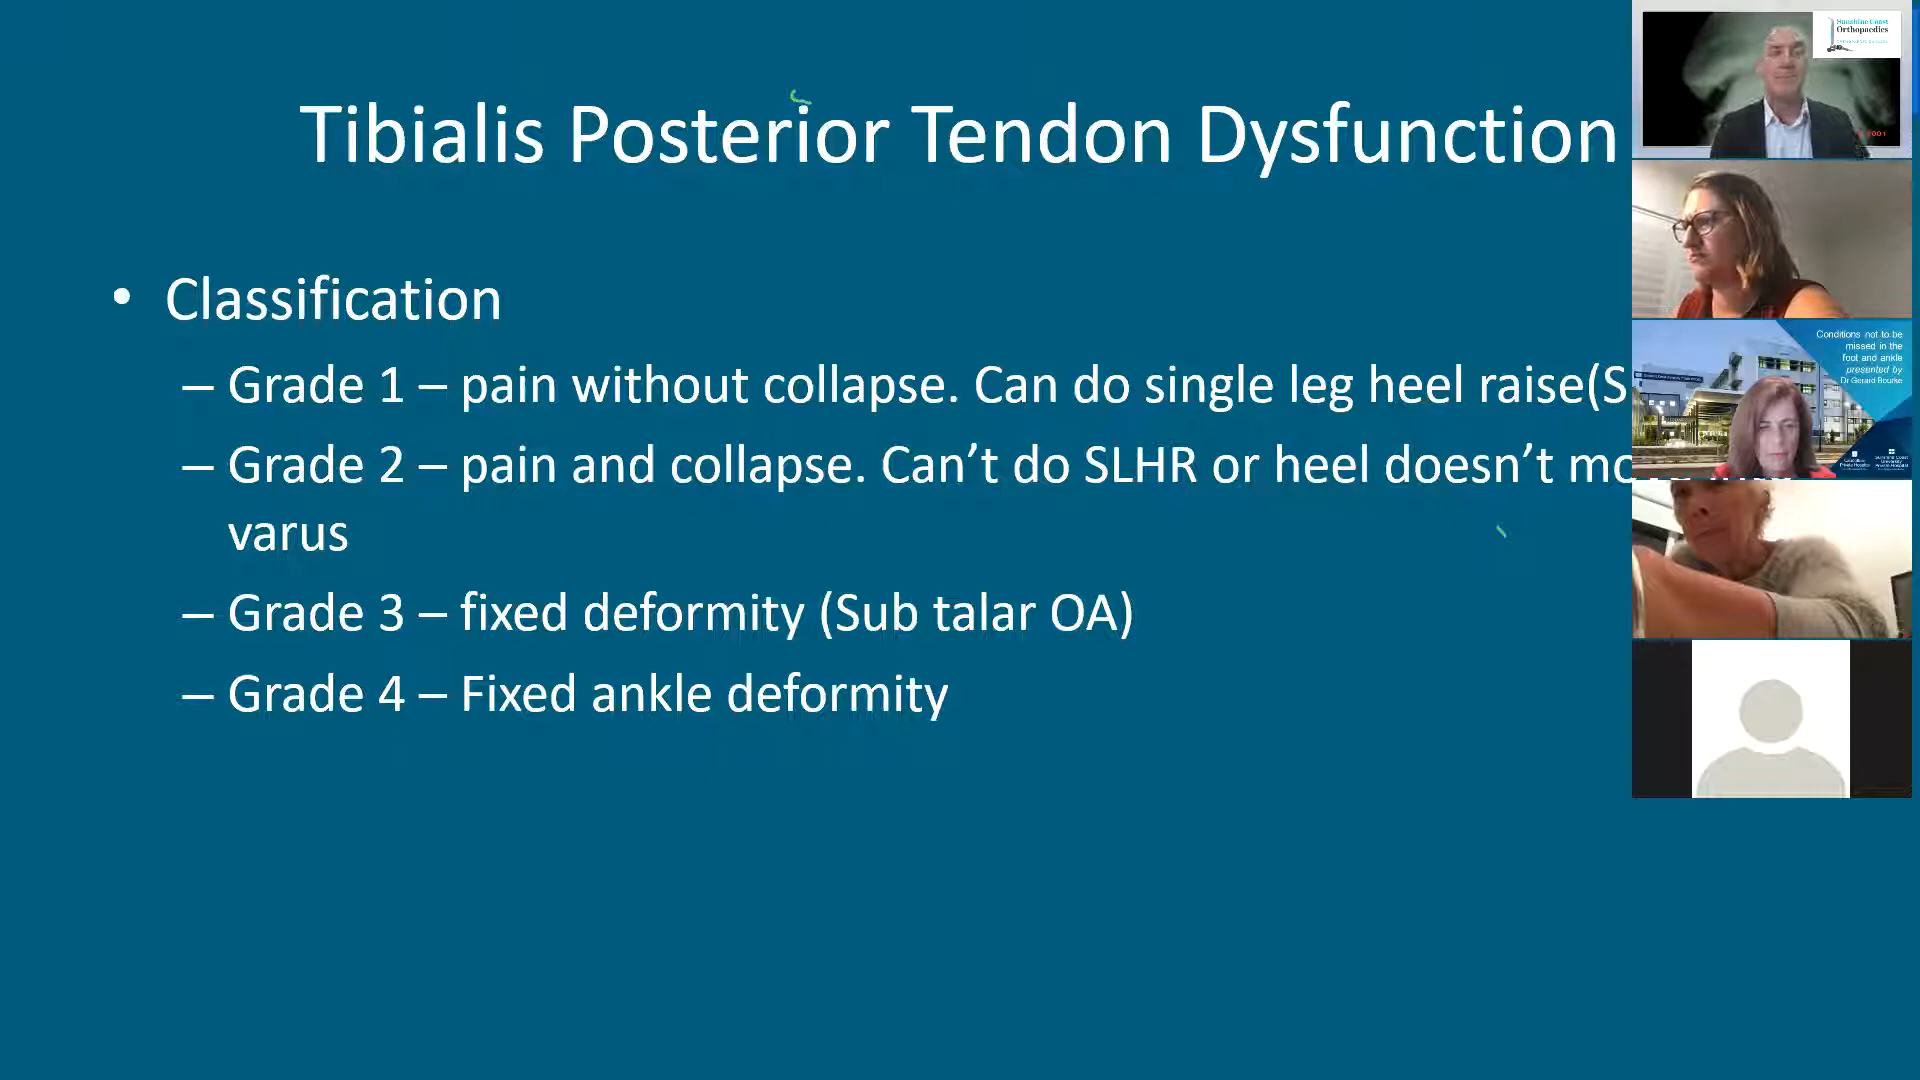 Tibialis Posterior Tendon Dysfunction
• Classification
– Grade 1 – pain without collapse. Can do single leg heel raise(S
– Grade 2 – pain and collapse. Can’t do SLHR or heel doesn’t
varus
– Grade 3 – fixed deformity (Sub talar OA)
– Grade 4 – Fixed ankle deformity
Sunshine Coast
Orthopaedics
Conditions not to be
missed in the
foot and ankle
presented by
Dr Gerard Bourke